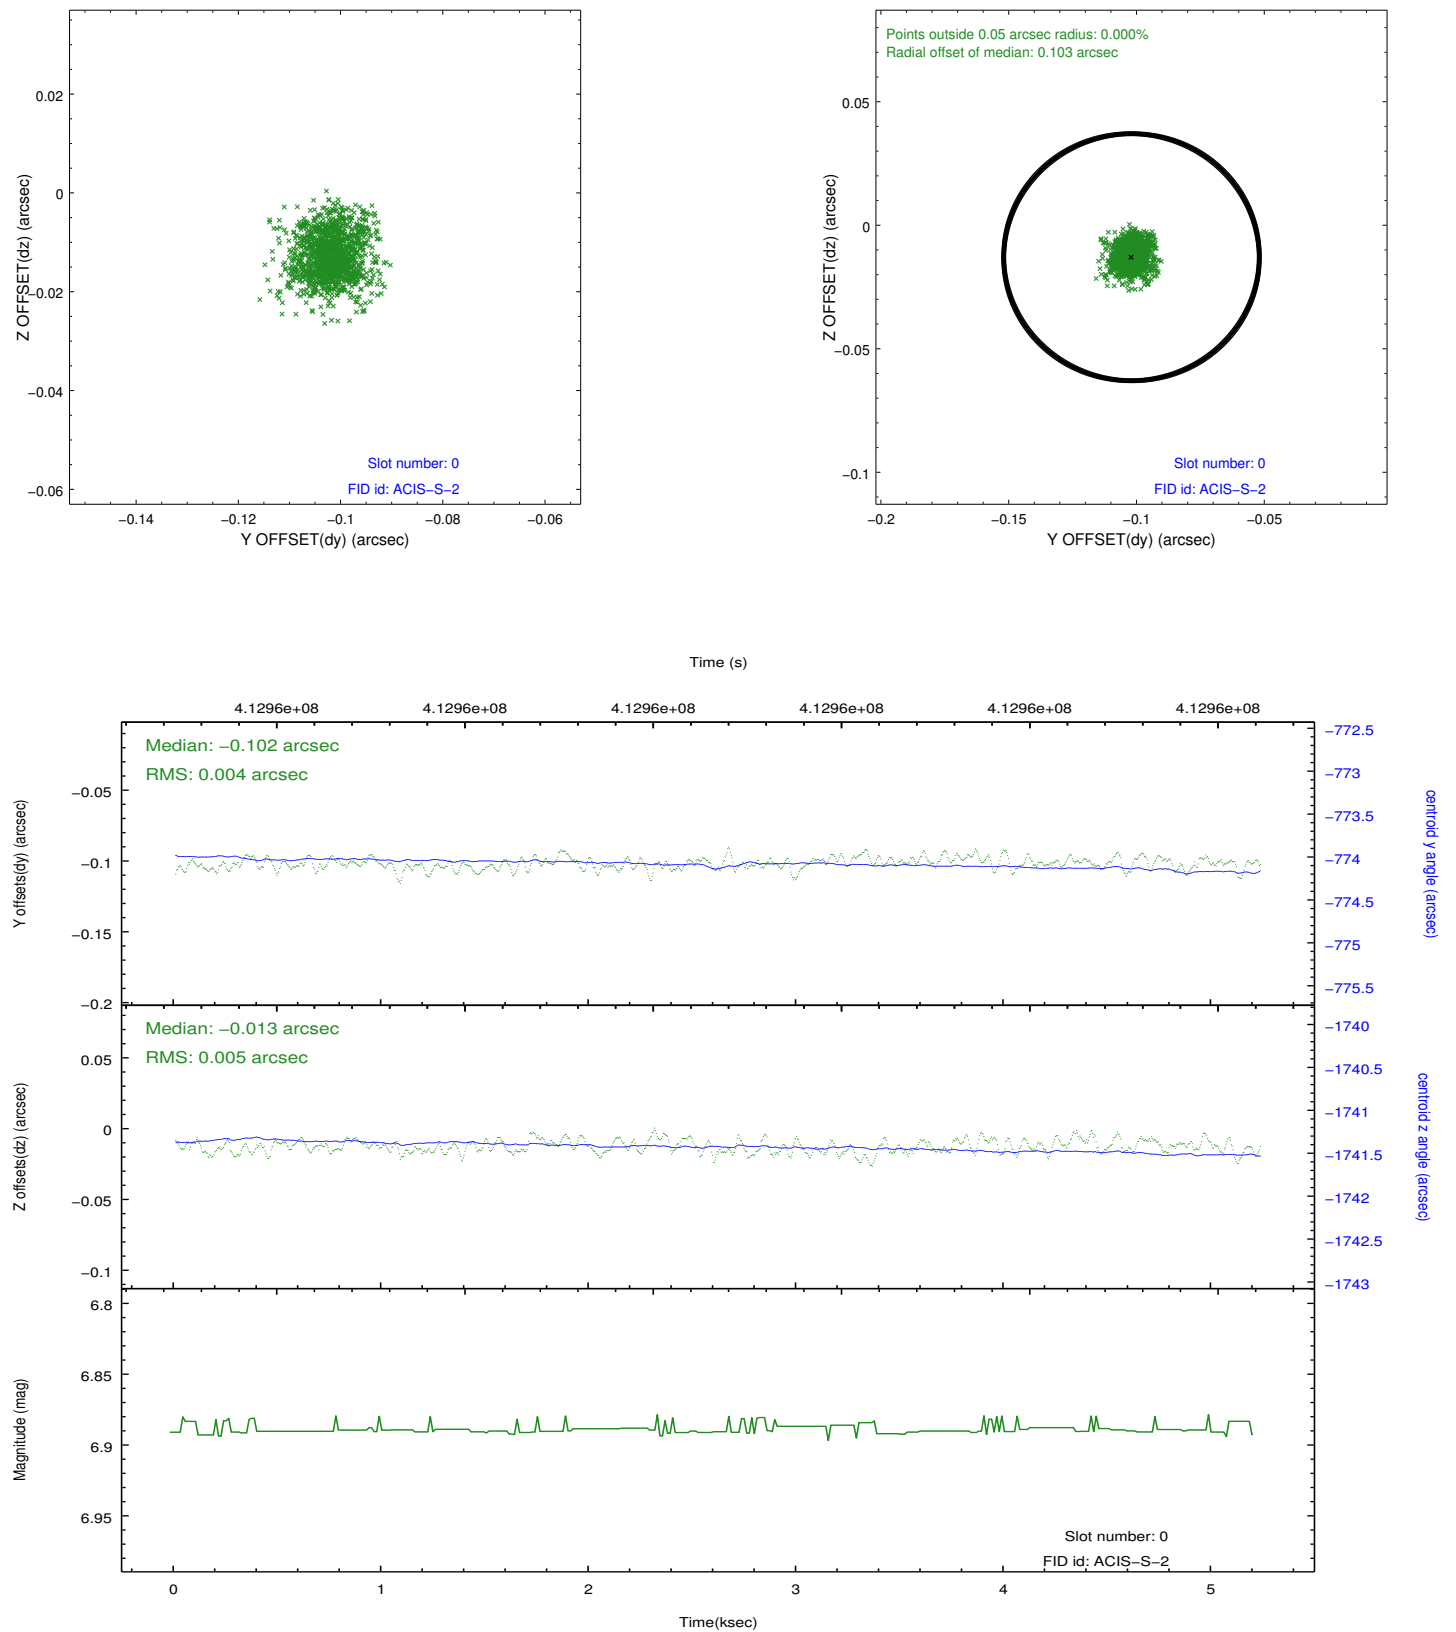 0.02
0
−0.02
−0.04
−0.06
−0.14
−0.12
−0.1
−0.08
−0.06
Z OFFSET(dz) (arcsec)
Y OFFSET(dy) (arcsec)
Slot number: 0
FID id: ACIS−S−2
Points outside 0.05 arcsec radius: 0.000%
Radial offset of median: 0.103 arcsec
0.05
0
−0.05
−0.1
−0.2
−0.15
−0.1
−0.05
Z OFFSET(dz) (arcsec)
Y OFFSET(dy) (arcsec)
Slot number: 0
FID id: ACIS−S−2
Time (s)
4.1296e+08
4.1296e+08
4.1296e+08
4.1296e+08
4.1296e+08
4.1296e+08
Median: −0.102 arcsec
RMS: 0.004 arcsec
−0.05
−0.1
−0.15
−0.2
Y offsets(dy) (arcsec)
−772.5
−773
−773.5
−774
−774.5
−775
−775.5
centroid y angle (arcsec)
Median: −0.013 arcsec
RMS: 0.005 arcsec
0.05
0
−0.05
−0.1
Z offsets(dz) (arcsec)
−1740
−1740.5
−1741
−1741.5
−1742
−1742.5
−1743
centroid z angle (arcsec)
6.8
6.85
6.9
6.95
Magnitude (mag)
Slot number: 0
FID id: ACIS−S−2
0
1
2
3
4
5
Time(ksec)